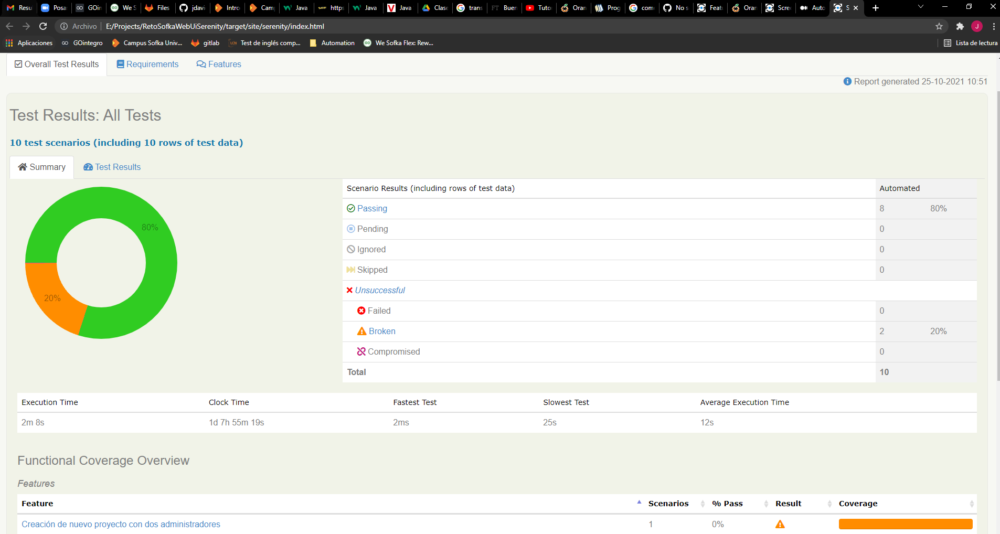 Resu Posa GOin We S Files jdavi Intro Cam Java https Java Java Clase trans Buen Tuto Oran Prog com No s Feat Oran Scre Auto S
Archivo E:/Projects/RetoSofkaWebUiSerenity/target/site/serenity/index.html J
Aplicaciones GOintegro Campus Sofka Univ... gitlab Test de inglés comp... Automation We Sofka Flex: Rew... Lista de lectura
Overall Test Results Requirements Features
Report generated 25-10-2021 10:51
Test Results: All Tests
10 test scenarios (including 10 rows of test data)
Summary Test Results
80%
20%
Scenario Results (including rows of test data) Automated
Passing 8 80%
Pending 0
Ignored 0
Skipped 0
Unsuccessful
Failed 0
Broken 2 20%
Compromised 0
Total 10
Execution Time Clock Time Fastest Test Slowest Test Average Execution Time
2m 8s 1d 7h 55m 19s 2ms 25s 12s
Functional Coverage Overview
Features
Feature Scenarios % Pass Result Coverage
Creación de nuevo proyecto con dos administradores 1 0%